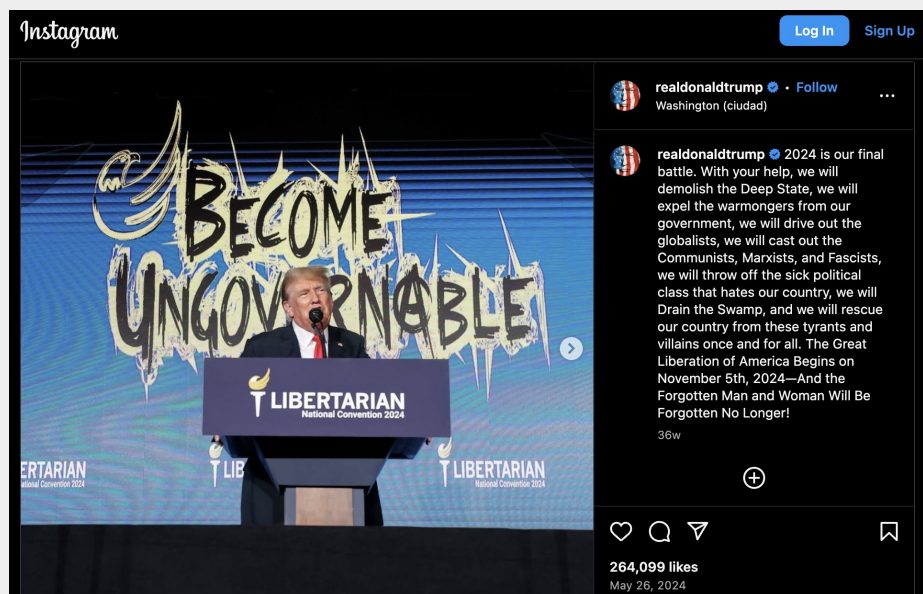 Instagram
Log In
Sign Up
BECOME
UNGOVERNABLE
LIBERTARIAN
National Convention 2024
ERTARIAN
ational Convention 2024
LIB
LIBERTARIAN
National Convention 2024
realdonaldtrump • Follow
Washington (ciudad)
realdonaldtrump 2024 is our final
battle. With your help, we will
demolish the Deep State, we will
expel the warmongers from our
government, we will drive out the
globalists, we will cast out the
Communists, Marxists, and Fascists,
we will throw off the sick political
class that hates our country, we will
Drain the Swamp, and we will rescue
our country from these tyrants and
villains once and for all. The Great
Liberation of America Begins on
November 5th, 2024—And the
Forgotten Man and Woman Will Be
Forgotten No Longer!
36w
264,099 likes
May 26, 2024